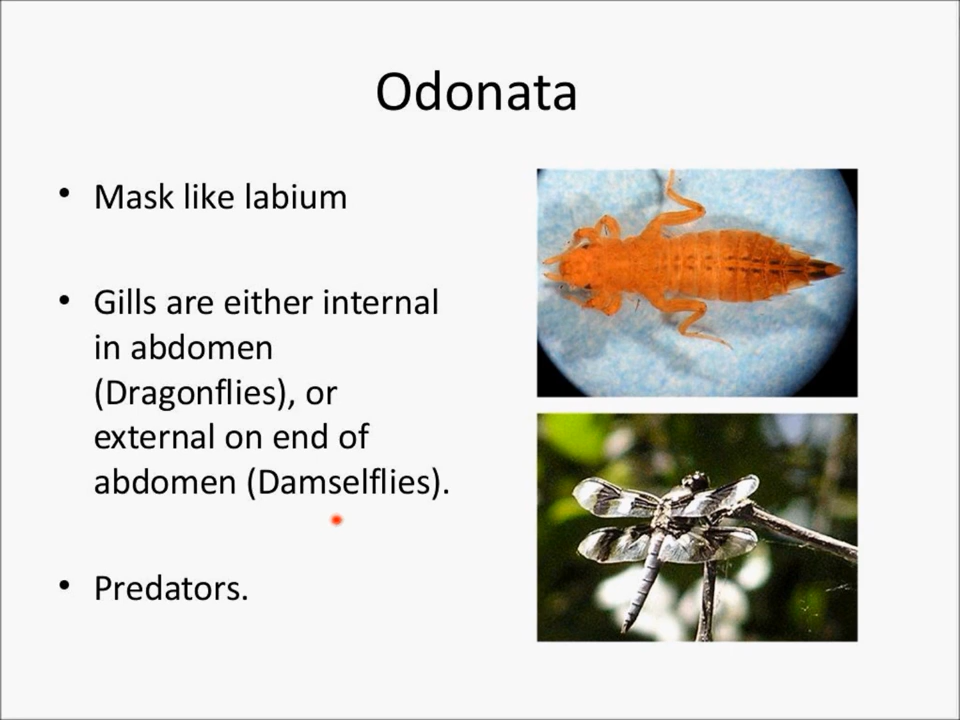 Odonata
• Mask like labium
• Gills are either internal
in abdomen
(Dragonflies), or
external on end of
abdomen (Damselflies).
• Predators.